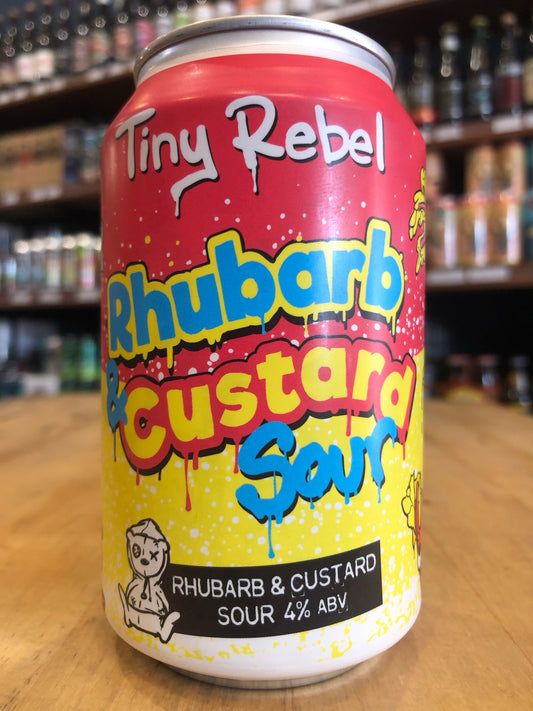 Tiny Rebel
Rhubarb
& Custard
Sour
RHUBARB & CUSTARD
SOUR 4% ABV